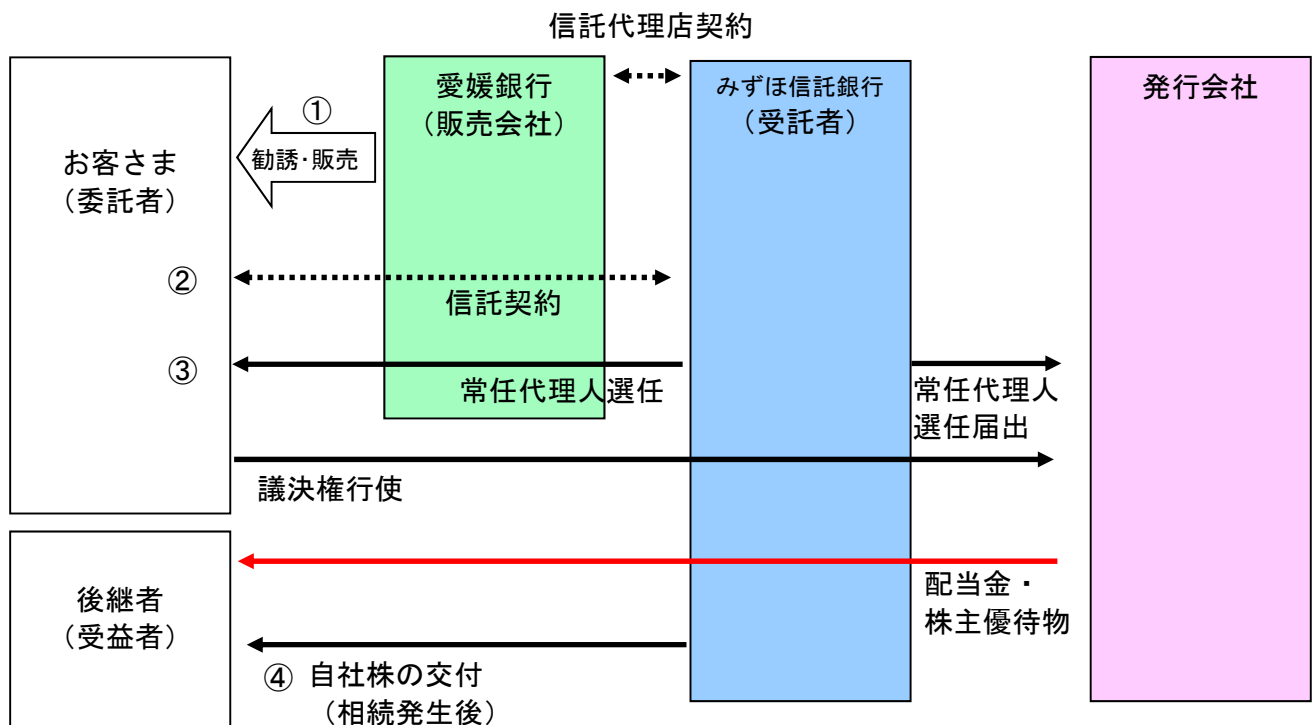 信託代理店契約
愛媛銀行
（販売会社）
みずほ信託銀行
（受託者）
発行会社
①
勧誘･販売
お客さま
（委託者）
②
信託契約
③
常任代理人選任
常任代理人
選任届出
議決権行使
後継者
（受益者）
配当金・
株主優待物
④ 自社株の交付
（相続発生後）